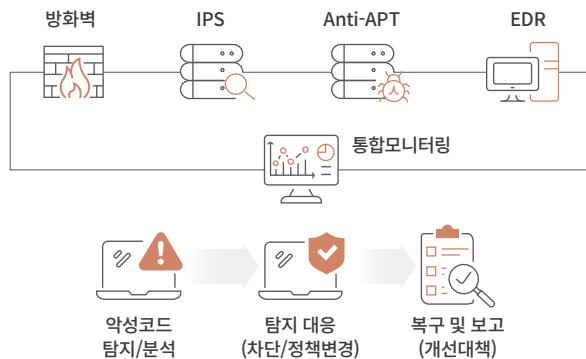 방화벽
IPS
Anti-APT
EDR
통합모니터링
악성코드
탐지/분석
탐지 대응
(차단/정책변경)
복구 및 보고
(개선대책)